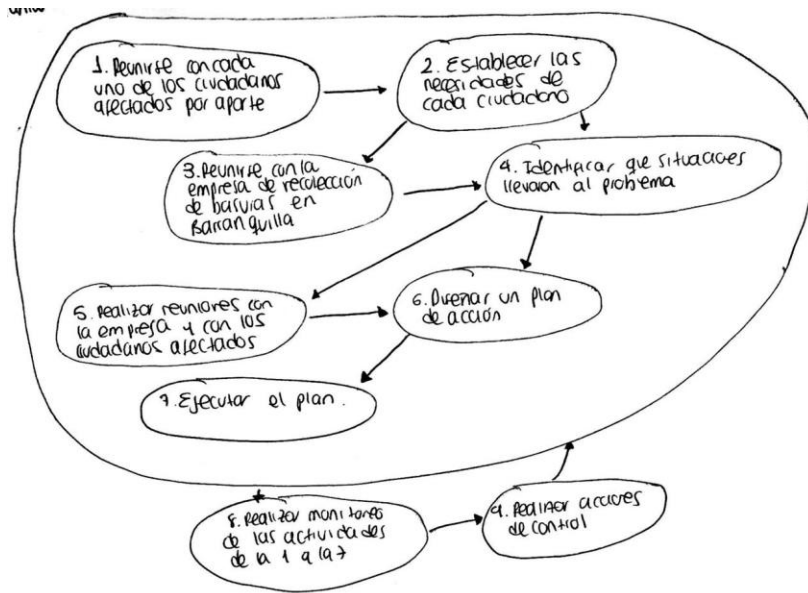 1. Reunirse con cada
uno de los ciudadanos
afectados por aparte
2. Establecer las
necesidades de
cada ciudadano
3. Reunirse con la
empresa de recolección
de basuras en
Barranquilla
4. Identificar que situaciones
llevaron al problema
5. Realizar reuniones con
la empresa y con los
ciudadanos afectados
6. Diseñar un plan
de acción
7. Ejecutar el plan.
8. Realizar monitoreo
de las actividades
de la 1 a la 7
9. Realizar acciones
de control